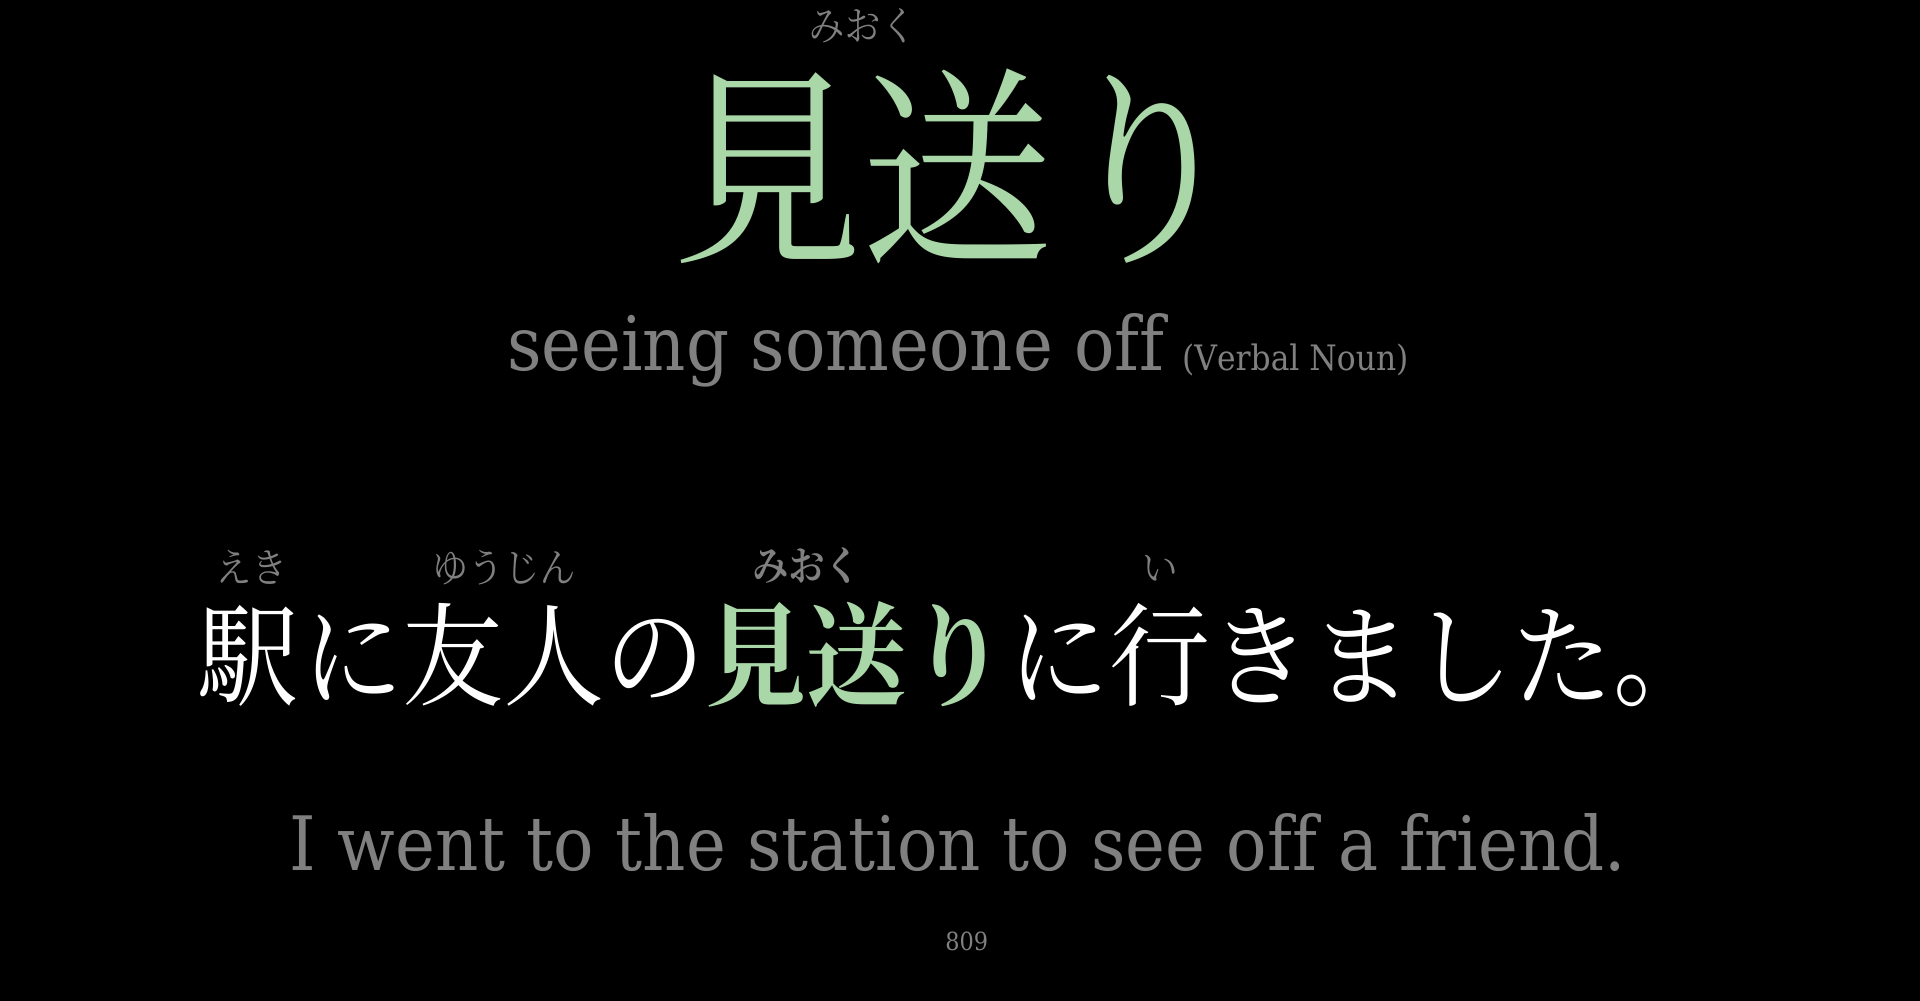 みおく
見送り
seeing someone off (Verbal Noun)
えき ゆうじん みおく い
駅に友人の見送りに行きました。
I went to the station to see off a friend.
809